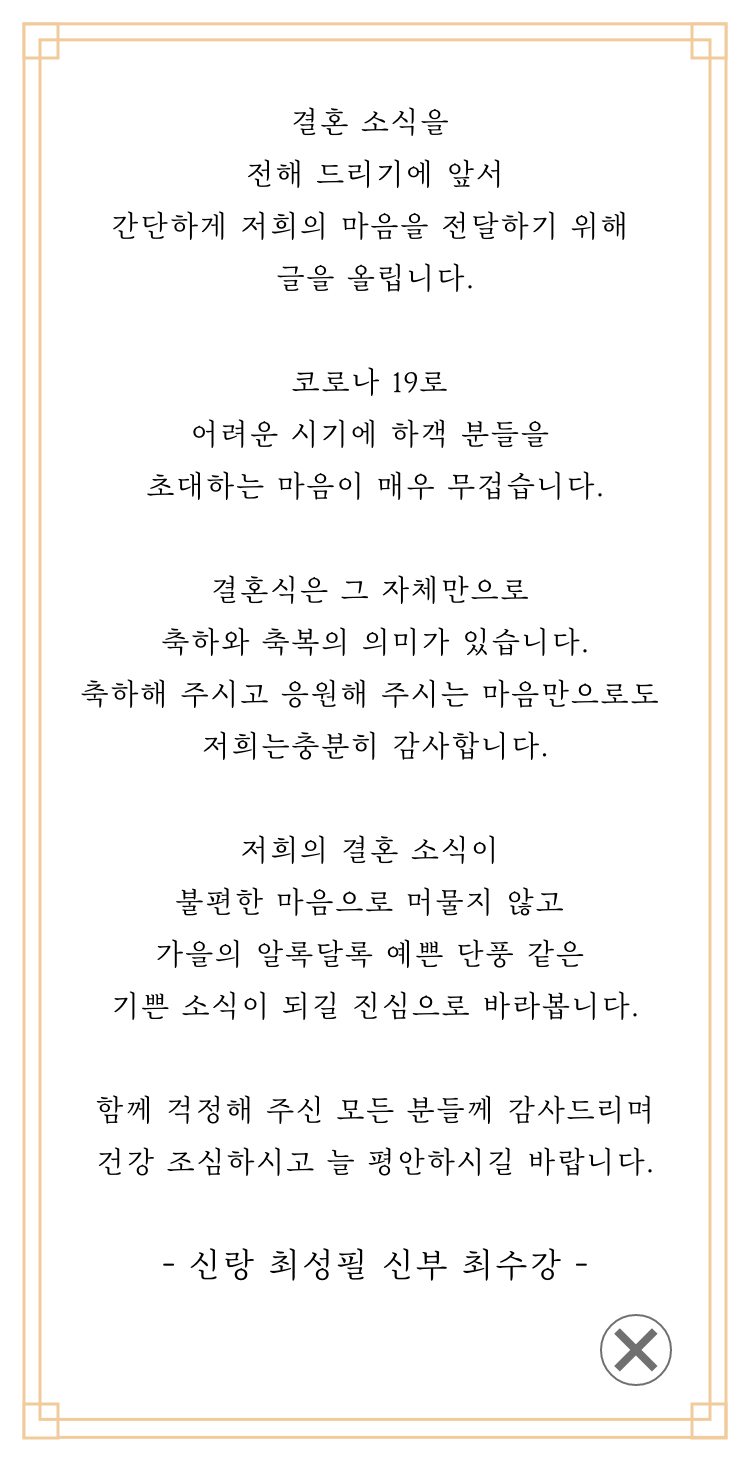 결혼 소식을
전해 드리기에 앞서
간단하게 저희의 마음을 전달하기 위해
글을 올립니다.
코로나 19로
어려운 시기에 하객 분들을
초대하는 마음이 매우 무겁습니다.
결혼식은 그 자체만으로
축하와 축복의 의미가 있습니다.
축하해 주시고 응원해 주시는 마음만으로도
저희는충분히 감사합니다.
저희의 결혼 소식이
불편한 마음으로 머물지 않고
가을의 알록달록 예쁜 단풍 같은
기쁜 소식이 되길 진심으로 바라봅니다.
함께 걱정해 주신 모든 분들께 감사드리며
건강 조심하시고 늘 평안하시길 바랍니다.
- 신랑 최성필 신부 최수강 -